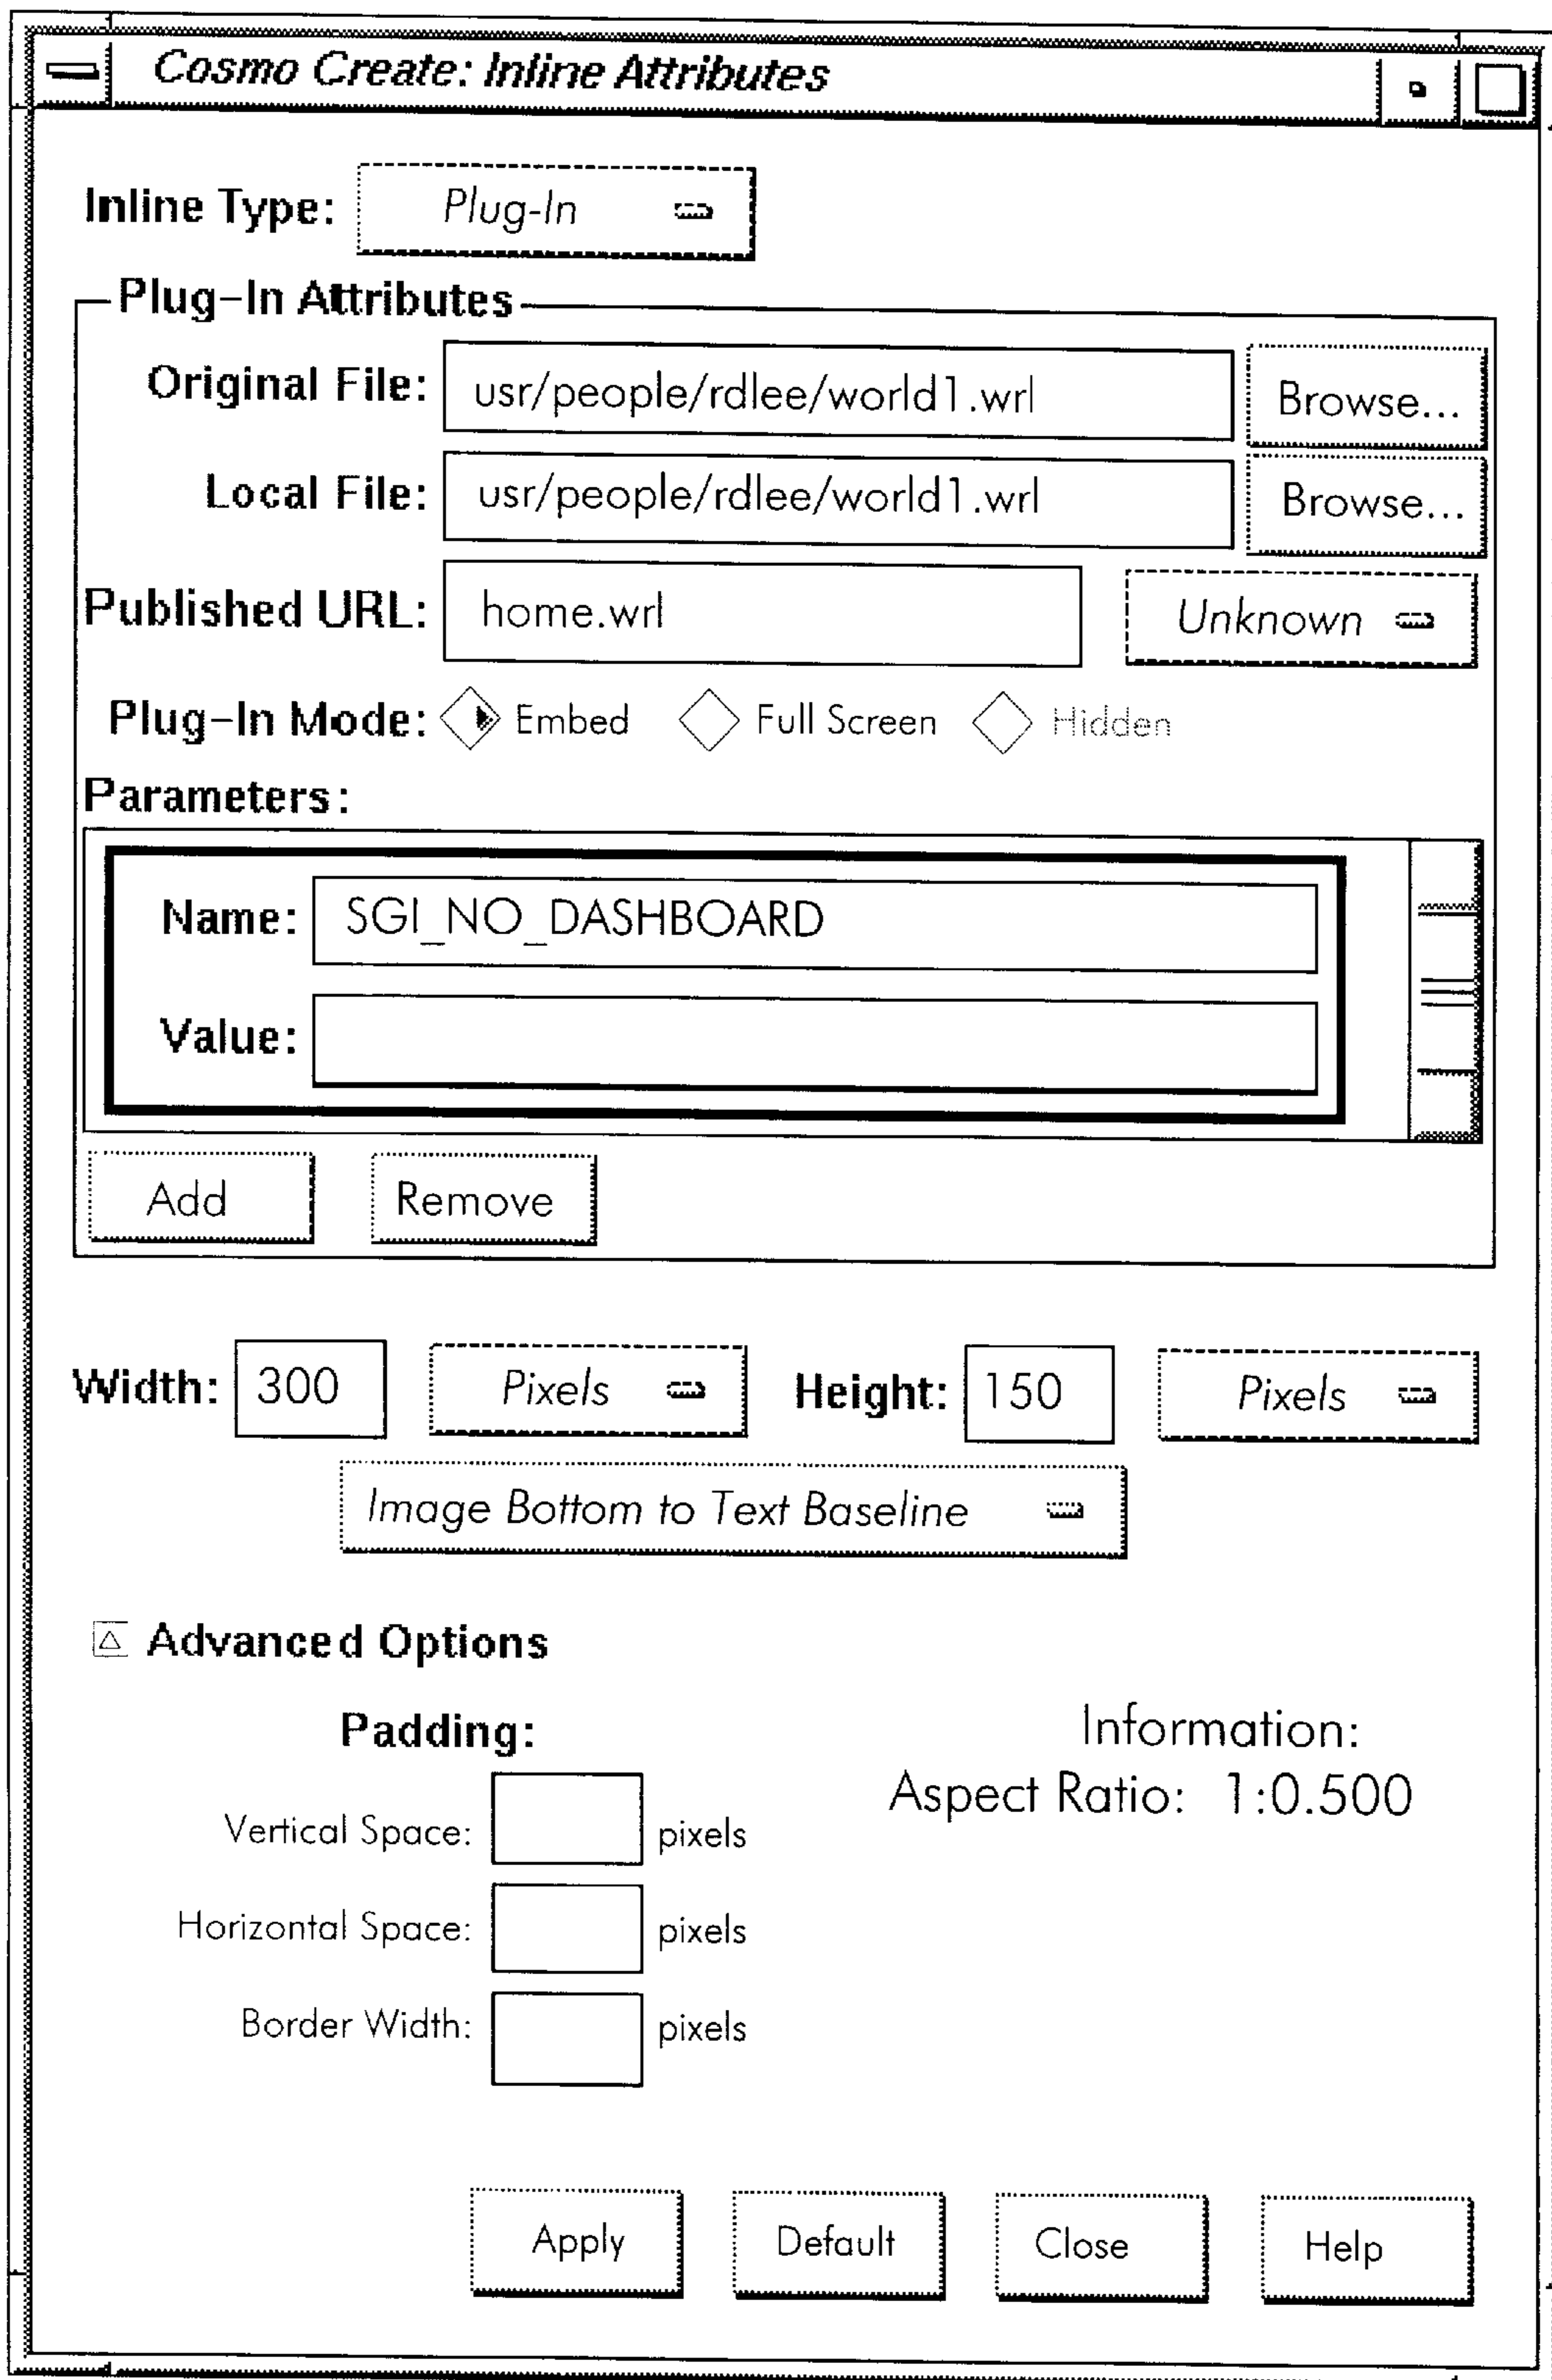 Cosmo Create: Inline Attributes
Inline Type: Plug-In
Plug-In Attributes
Original File: usr/people/rdlee/world1.wrl Browse...
Local File: usr/people/rdlee/world1.wrl Browse...
Published URL: home.wrl Unknown
Plug-In Mode: Embed Full Screen Hidden
Parameters:
Name: SGI_NO_DASHBOARD
Value:
Add Remove
Width: 300 Pixels Height: 150 Pixels
Image Bottom to Text Baseline
Advanced Options
Padding: Information:
Aspect Ratio: 1:0.500
Vertical Space: pixels
Horizontal Space: pixels
Border Width: pixels
Apply Default Close Help